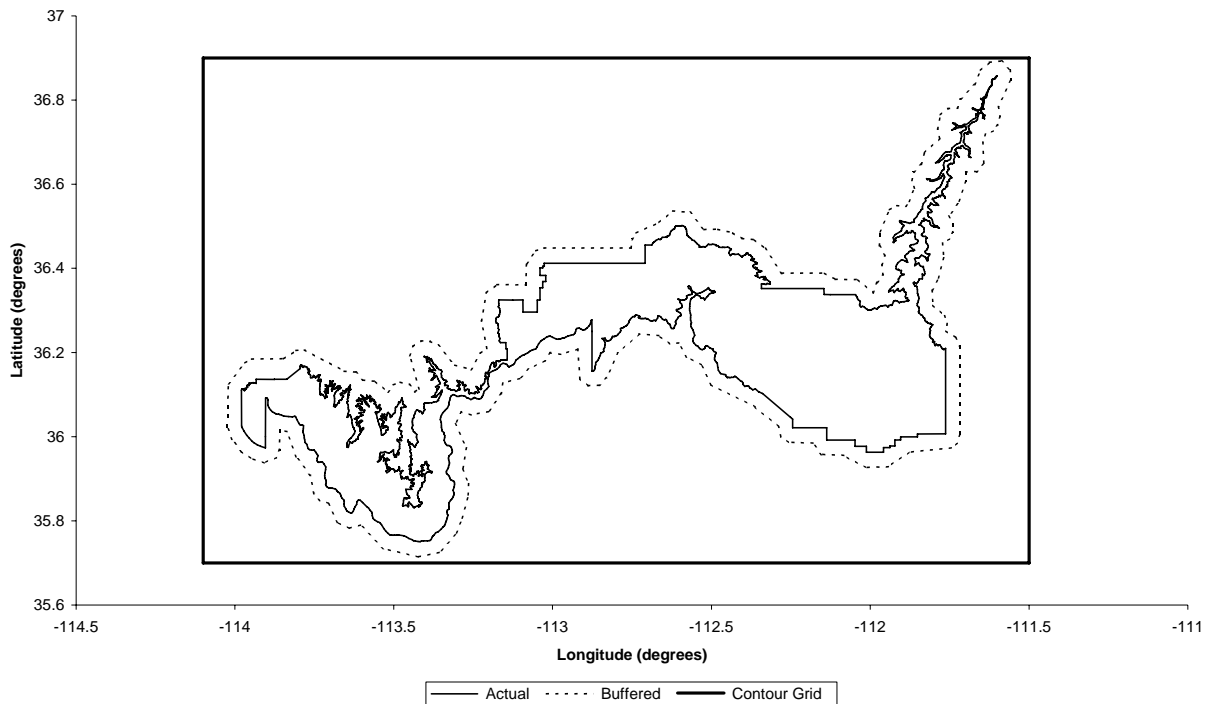 37
36.8
36.6
36.4
36.2
36
35.8
35.6
Latitude (degrees)
-114.5 -114 -113.5 -113 -112.5 -112 -111.5 -111
Longitude (degrees)
Actual Buffered Contour Grid